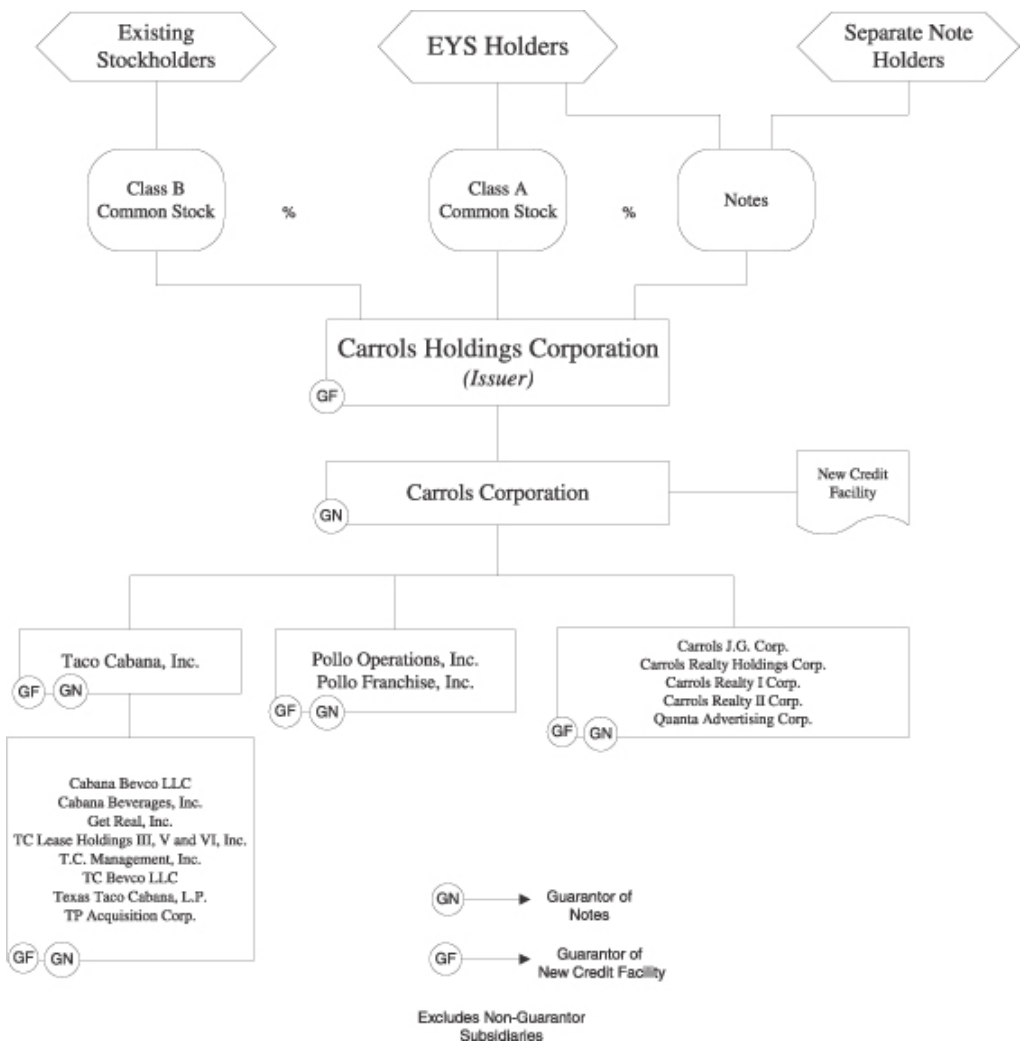 Existing
Stockholders
EYS Holders
Separate Note
Holders
Class B
Common Stock
%
Class A
Common Stock
%
Notes
Carrols Holdings Corporation
(Issuer)
GF
Carrols Corporation
GN
New Credit
Facility
Taco Cabana, Inc.
GF
GN
Pollo Operations, Inc.
Pollo Franchise, Inc.
GF
GN
Carrols J.G. Corp.
Carrols Realty Holdings Corp.
Carrols Realty I Corp.
Carrols Realty II Corp.
Quanta Advertising Corp.
GF
GN
Cabana Bevco LLC
Cabana Beverages, Inc.
Get Real, Inc.
TC Lease Holdings III, V and VI, Inc.
T.C. Management, Inc.
TC Bevco LLC
Texas Taco Cabana, L.P.
TP Acquisition Corp.
GF
GN
GN
Guarantor of
Notes
GF
Guarantor of
New Credit Facility
Excludes Non-Guarantor
Subsidiaries